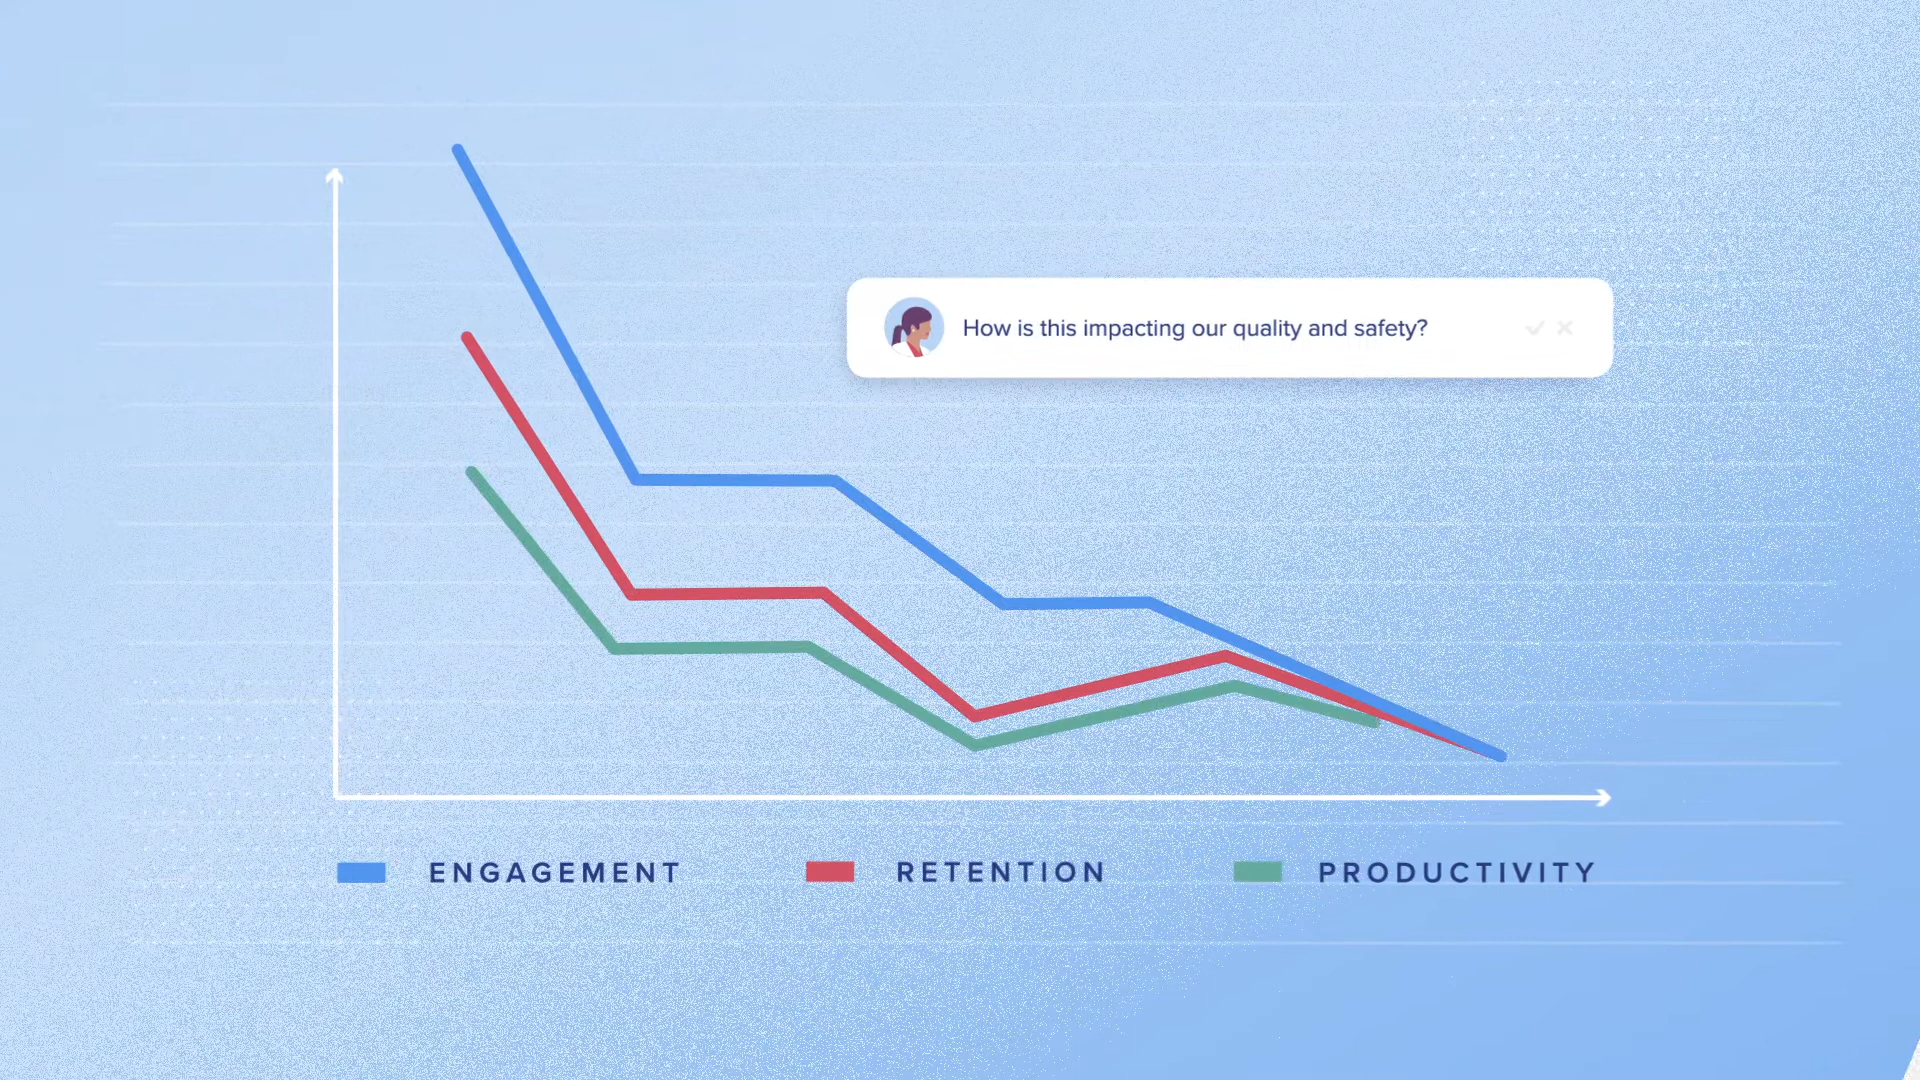 How is this impacting our quality and safety?
ENGAGEMENT
RETENTION
PRODUCTIVITY